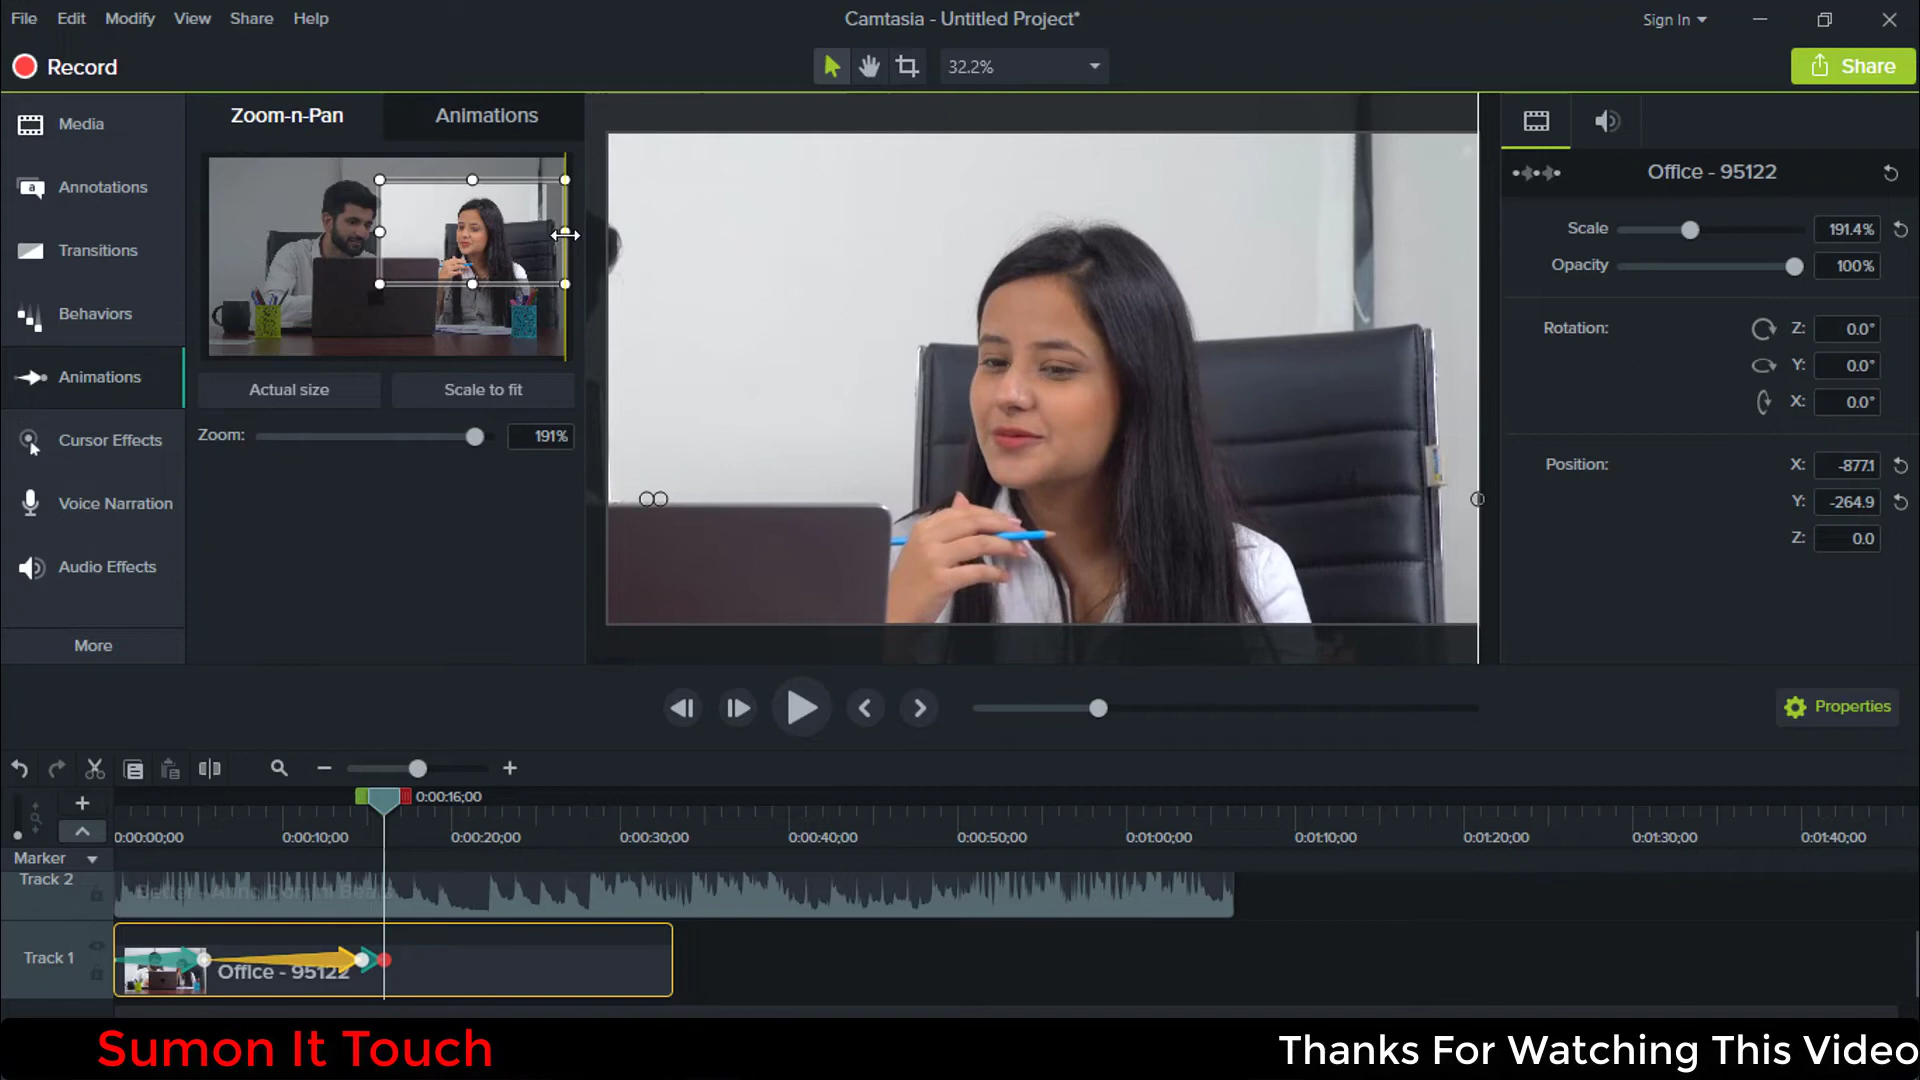 File Edit Modify View Share Help
Camtasia - Untitled Project*
Sign In
Record
32.2%
Share
Media
Annotations
Transitions
Behaviors
Animations
Cursor Effects
Voice Narration
Audio Effects
More
Zoom-n-Pan Animations
Actual size Scale to fit
Zoom: 191%
Office - 95122
Scale 191.4%
Opacity 100%
Rotation: Z: 0.0°
Y: 0.0°
X: 0.0°
Position: X: -877.1
Y: -264.9
Z: 0.0
Properties
0:00:16;00
0:00:00;00 0:00:10;00 0:00:20;00 0:00:30;00 0:00:40;00 0:00:50;00 0:01:00;00 0:01:10;00 0:01:20;00 0:01:30;00 0:01:40;00
Marker
Track 2
Better - Anno Domini Beats
Track 1
Office - 95122
Sumon It Touch
Thanks For Watching This Video